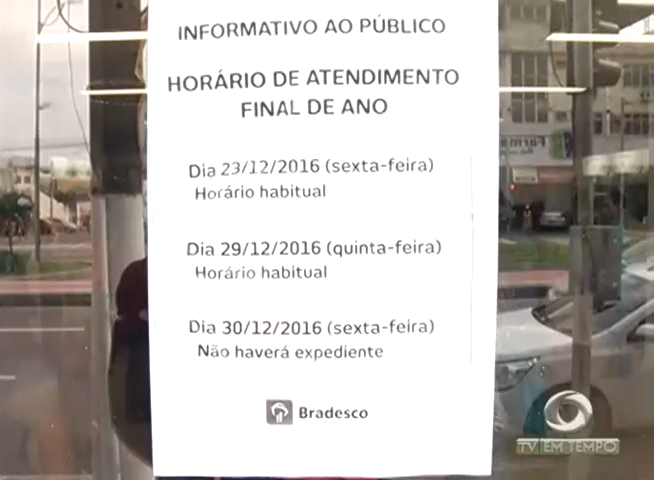 INFORMATIVO AO PÚBLICO
HORÁRIO DE ATENDIMENTO
FINAL DE ANO
Dia 23/12/2016 (sexta-feira)
Horário habitual
Dia 29/12/2016 (quinta-feira)
Horário habitual
Dia 30/12/2016 (sexta-feira)
Não haverá expediente
Bradesco
TV EM TEMPO